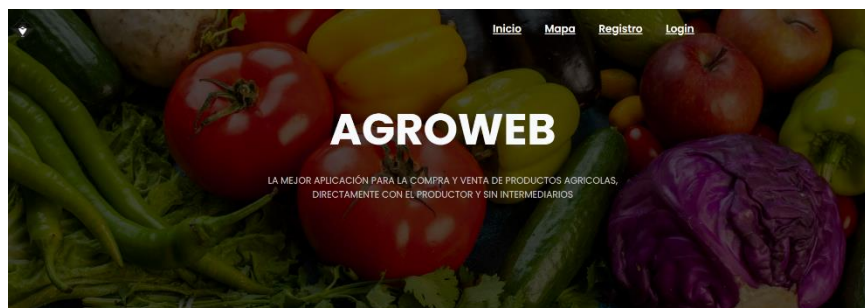 Inicio Mapa Registro Login
AGROWEB
LA MEJOR APLICACIÓN PARA LA COMPRA Y VENTA DE PRODUCTOS AGRICOLAS,
DIRECTAMENTE CON EL PRODUCTOR Y SIN INTERMEDIARIOS